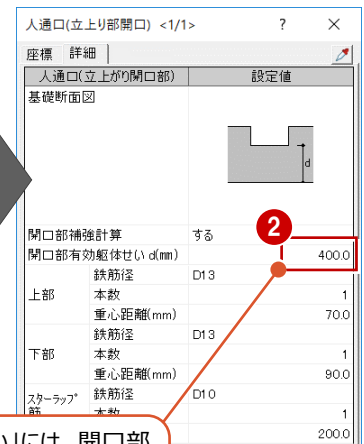 人通口(立上り部開口) <1/1> ? ×
座標 詳細
人通口(立上がり開口部) 設定値
基礎断面図
d
開口部補強計算 する
2
開口部有効躯体せい d(mm) 400.0
鉄筋径 D13
上部 本数 1
重心距離(mm) 70.0
鉄筋径 D13
下部 本数 1
重心距離(mm) 90.0
鉄筋径 D10
スターラップ
筋 本数 1
200.0
い」には、開口部